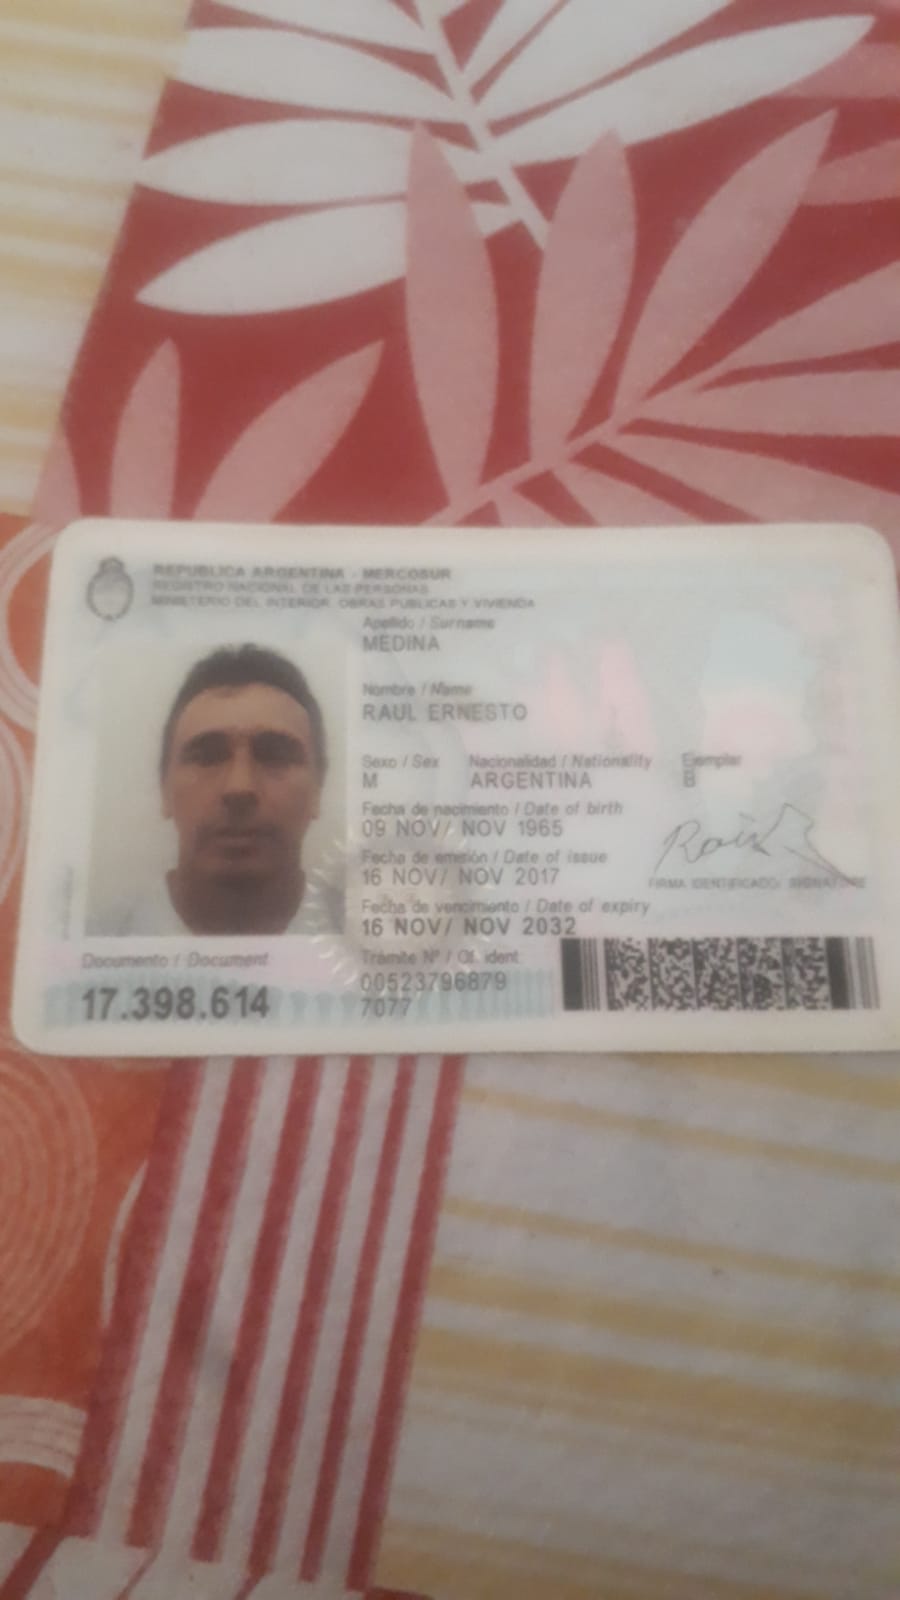 REPUBLICA ARGENTINA - MERCOSUR
REGISTRO NACIONAL DE LAS PERSONAS
MINISTERIO DEL INTERIOR, OBRAS PUBLICAS Y VIVIENDA
Apellido / Surname
MEDINA
Nombre / Name
RAUL ERNESTO
Sexo / Sex Nacionalidad / Nationality Ejemplar
M ARGENTINA B
Fecha de nacimiento / Date of birth
09 NOV/ NOV 1965
Fecha de emisión / Date of issue
16 NOV/ NOV 2017
FIRMA IDENTIFICADO/ SIGNATURE
Fecha de vencimiento / Date of expiry
16 NOV/ NOV 2032
Documento / Document
17.398.614
Trámite Nº / Of. ident.
00523796879
7077